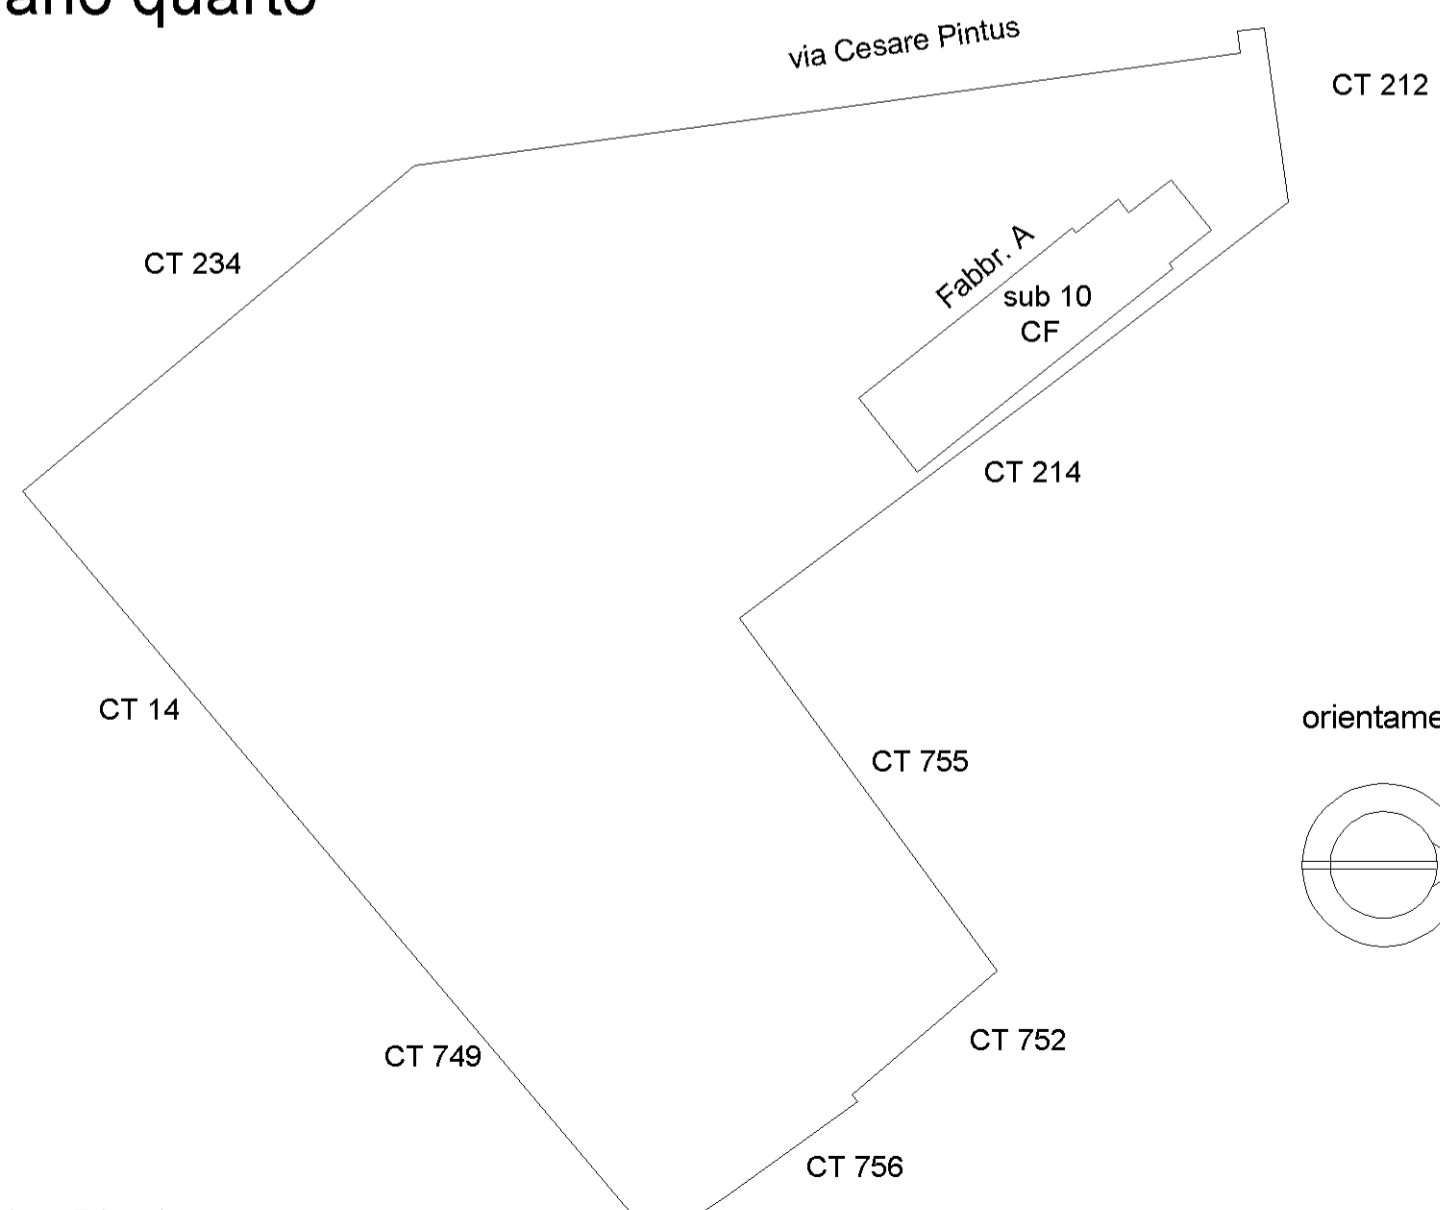 quarto
via Cesare Pintus
CT 212
CT 234
Fabbr. A
sub 10
CF
CT 214
CT 14
CT 755
CT 749
CT 752
CT 756